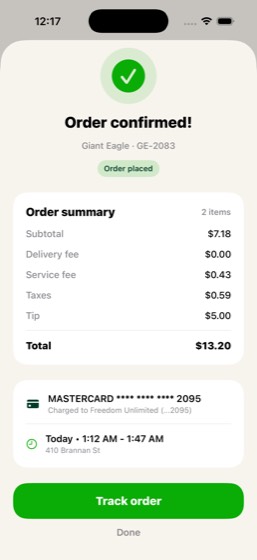 12:17
Order confirmed!
Giant Eagle · GE-2083
Order placed
Order summary 2 items
Subtotal $7.18
Delivery fee $0.00
Service fee $0.43
Taxes $0.59
Tip $5.00
Total $13.20
MASTERCARD **** **** **** 2095
Charged to Freedom Unlimited (...2095)
Today • 1:12 AM - 1:47 AM
410 Brannan St
Track order
Done